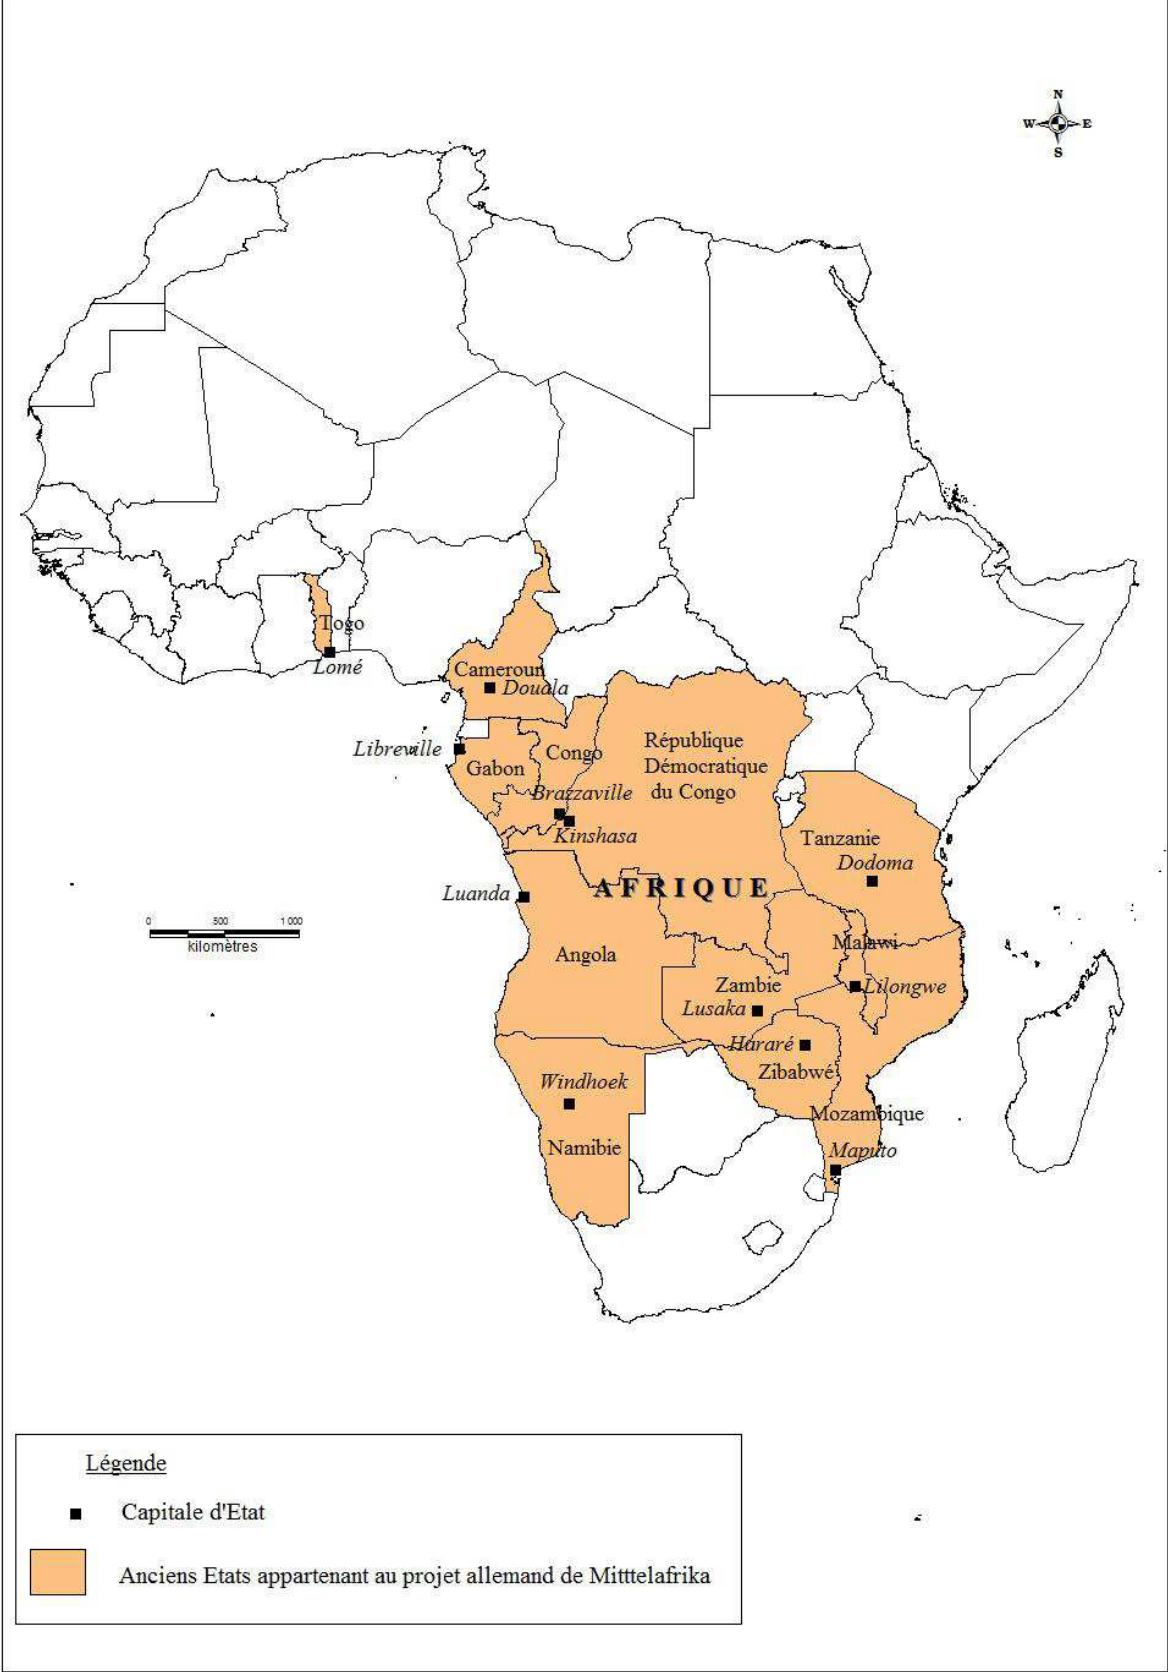 N
W E
S
Togo
Lomé
Cameroun
Douala
Libreville
Gabon
Congo
République
Démocratique
du Congo
Brazzaville
Kinshasa
Tanzanie
Dodoma
AFRIQUE
Luanda
0 500 1 000
kilomètres
Angola
Malawi
Lilongwe
Zambie
Lusaka
Hararé
Zibabwé
Windhoek
Namibie
Mozambique
Maputo
Légende
Capitale d'Etat
Anciens Etats appartenant au projet allemand de Mitttelafrika